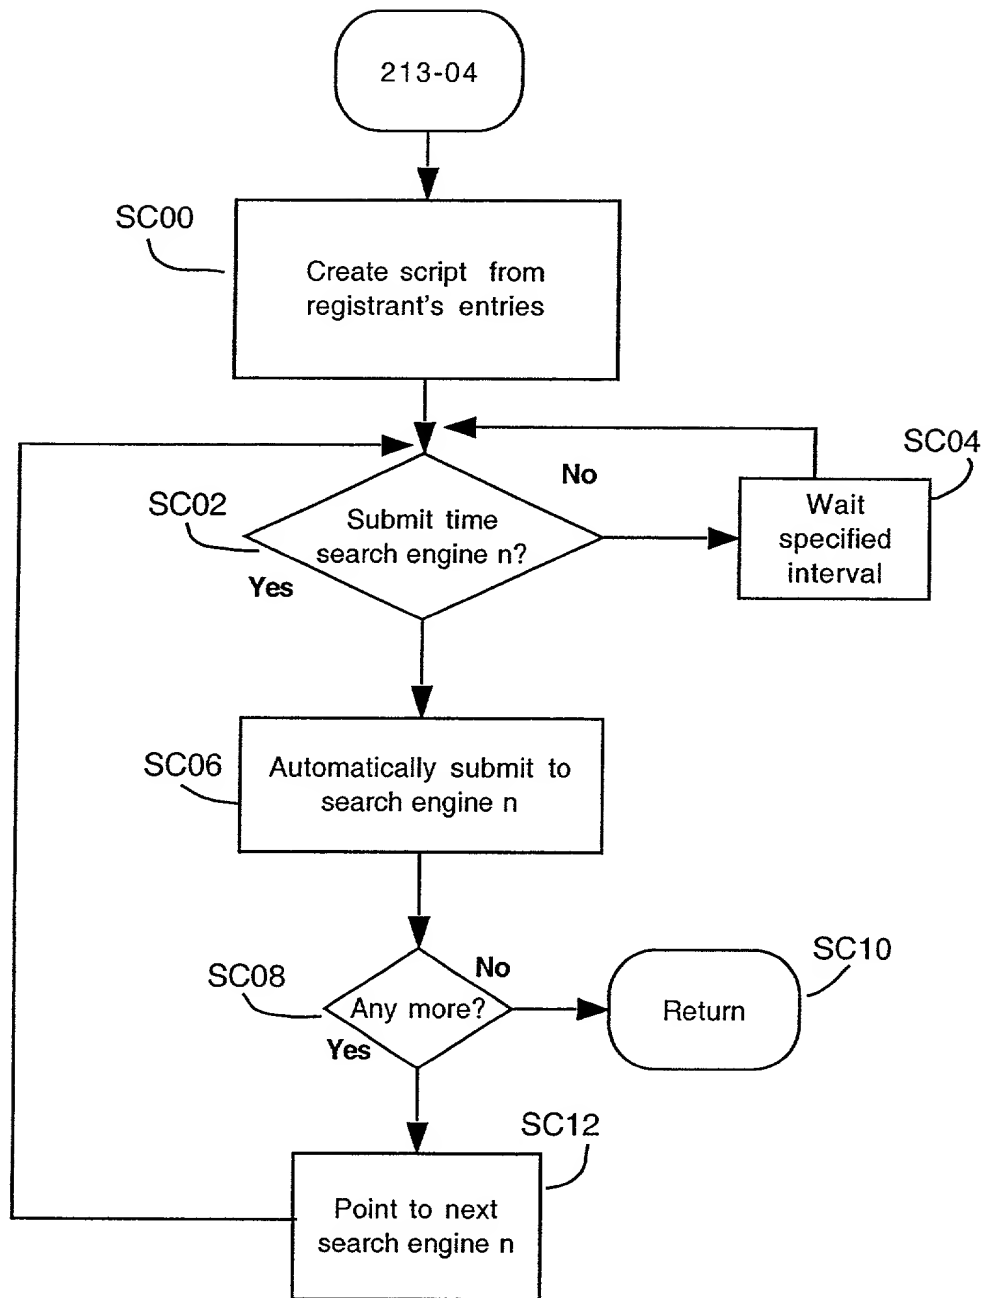 213-04
SC00
Create script from
registrant's entries
SC04
No
Wait
specified
interval
SC02
Submit time
search engine n?
Yes
SC06
Automatically submit to
search engine n
SC08
No
Any more?
Yes
SC10
Return
SC12
Point to next
search engine n